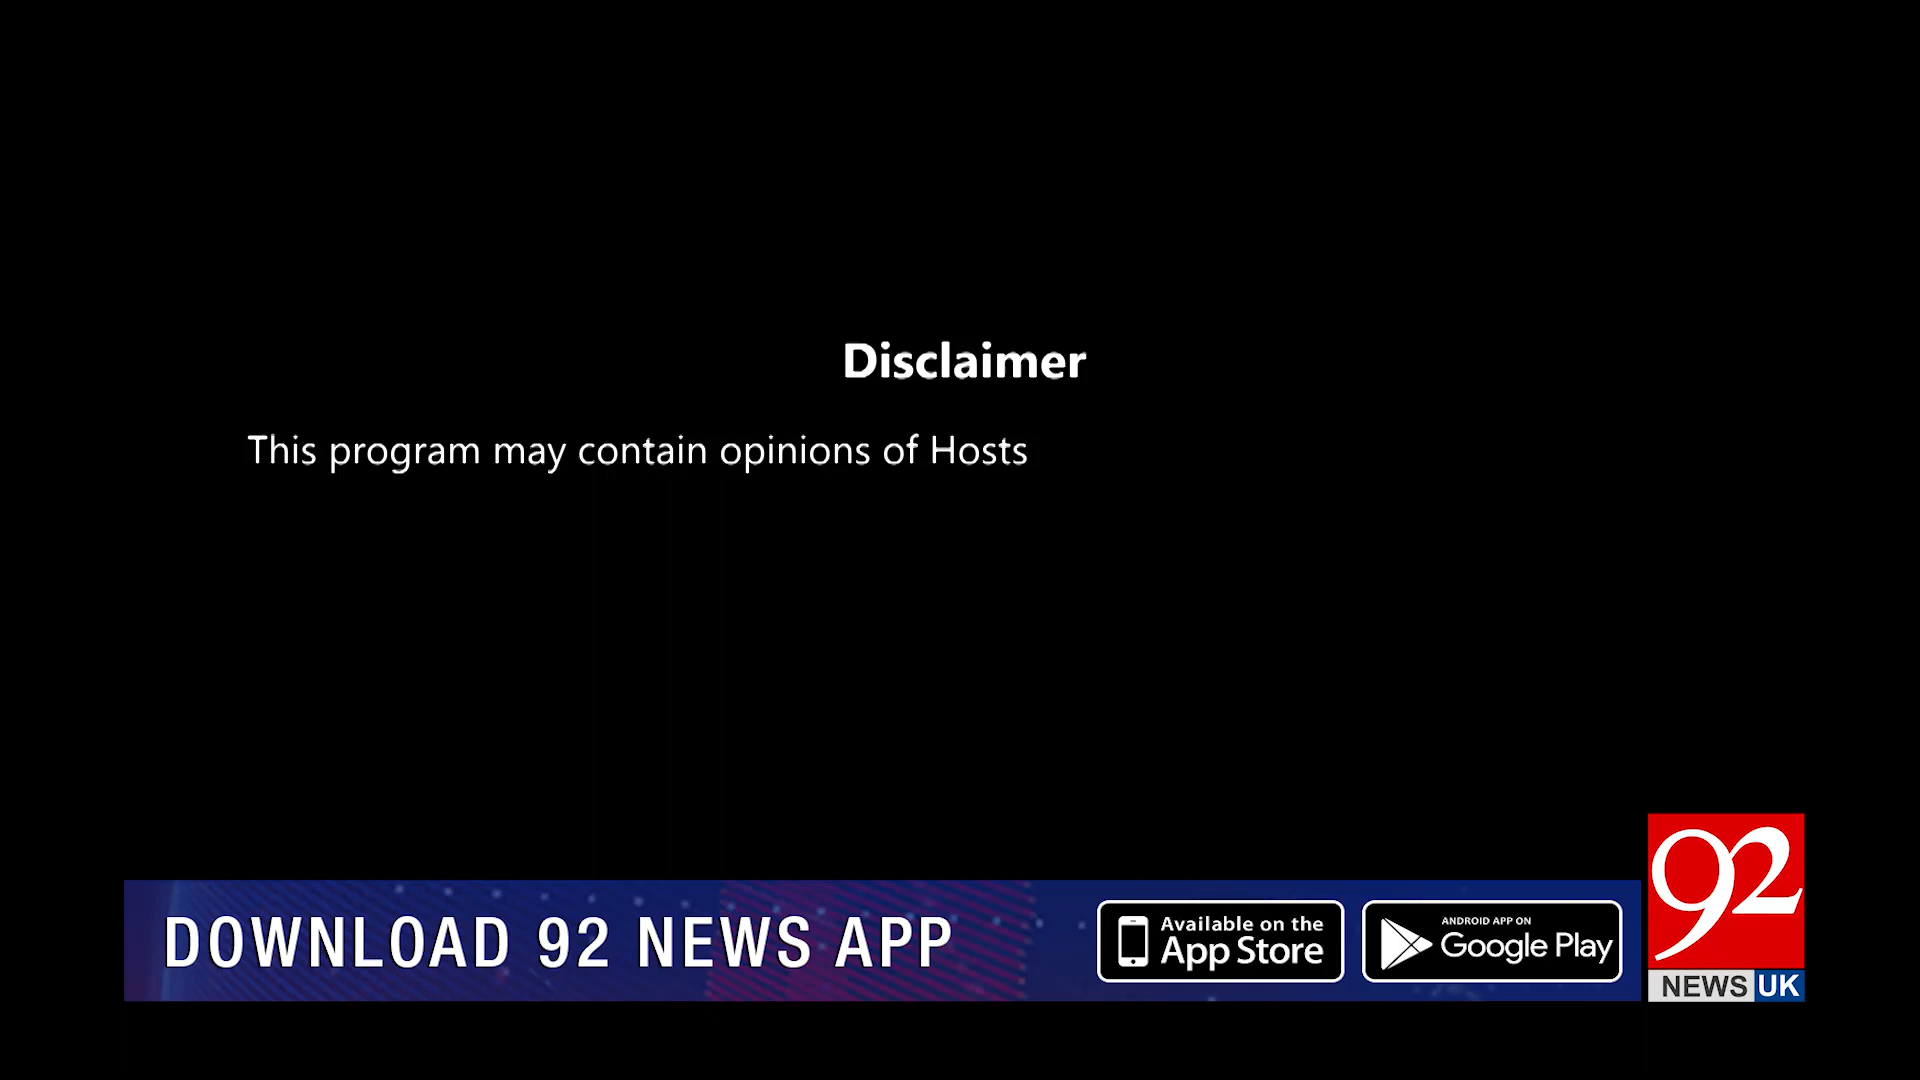 Disclaimer
This program may contain opinions of Hosts
DOWNLOAD 92 NEWS APP
Available on the
App Store
ANDROID APP ON
Google Play
92
NEWS UK